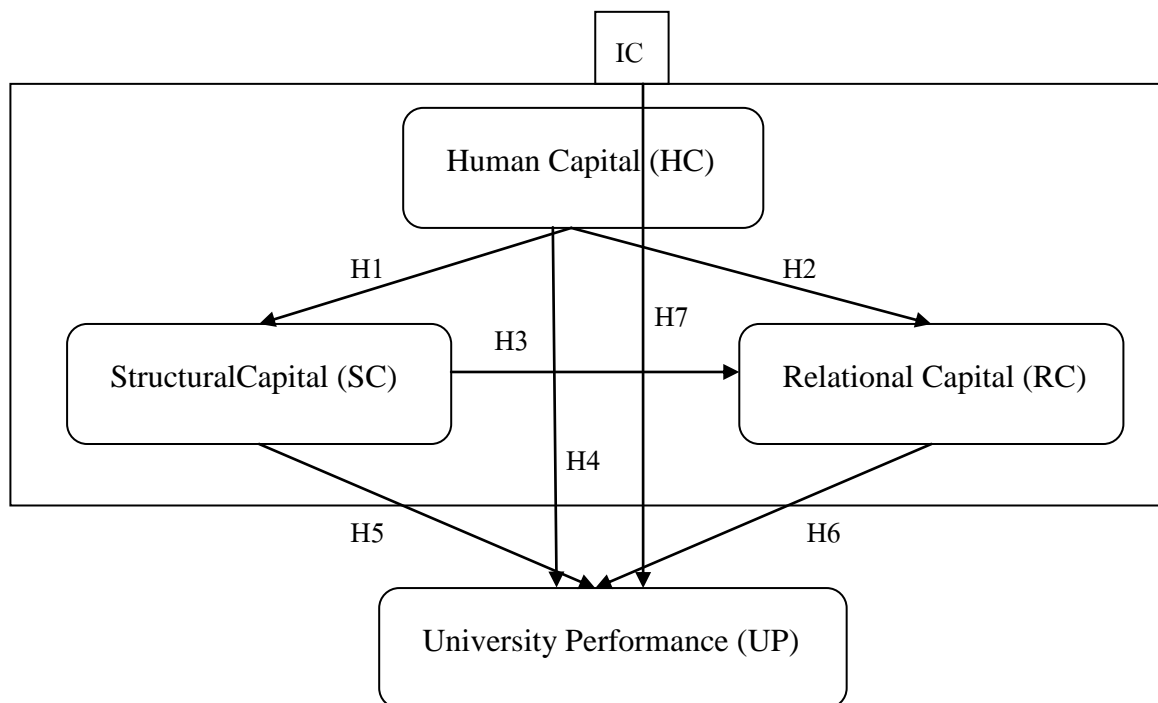 IC
Human Capital (HC)
H1
H2
H7
H3
StructuralCapital (SC)
Relational Capital (RC)
H4
H5
H6
University Performance (UP)